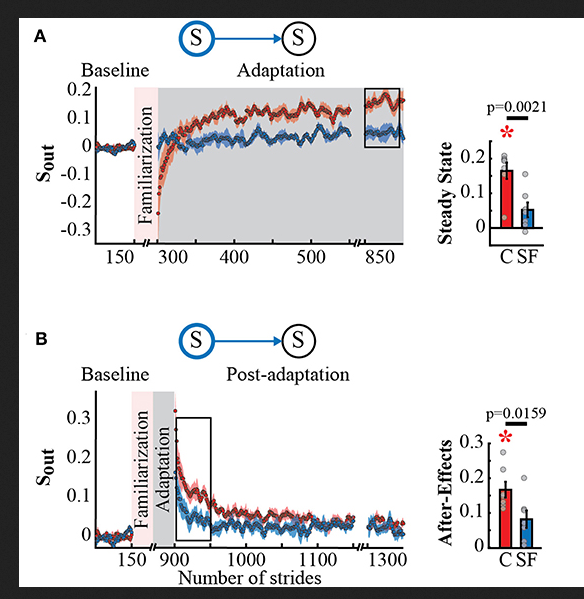 A
S S
Baseline Adaptation
0.2
0.1
0
-0.1
-0.2
-0.3
Sout
Familiarization
150 300 400 500 850
p=0.0021
*
0.2
0.1
0
Steady State
C SF
B
S S
Baseline Post-adaptation
0.3
0.2
0.1
0
Sout
Familiarization
Adaptation
150 900 1000 1100 1300
Number of strides
p=0.0159
*
0.3
0.2
0.1
0
After-Effects
C SF